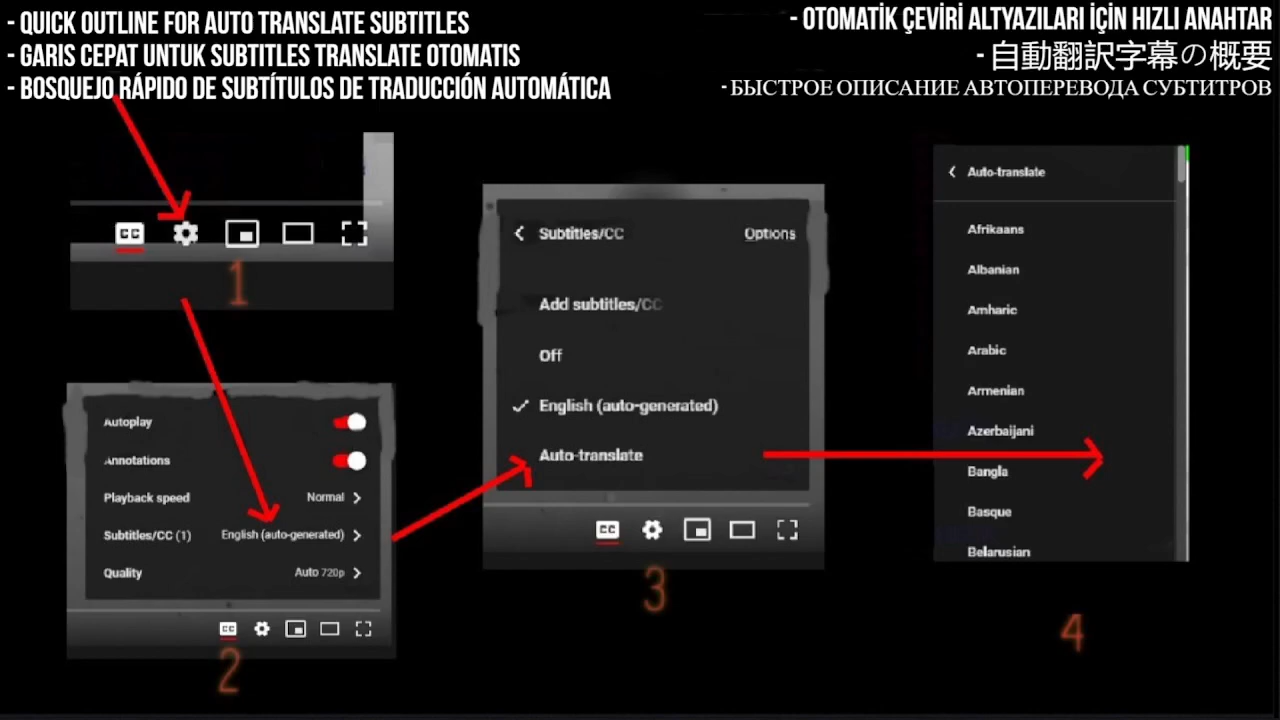 - QUICK OUTLINE FOR AUTO TRANSLATE SUBTITLES
- GARIS CEPAT UNTUK SUBTITLES TRANSLATE OTOMATIS
- BOSQUEJO RÁPIDO DE SUBTÍTULOS DE TRADUCCIÓN AUTOMÁTICA
- OTOMATİK ÇEVİRİ ALTYAZILARI İÇİN HIZLI ANAHTAR
- 自動翻訳字幕の概要
- БЫСТРОЕ ОПИСАНИЕ АВТОПЕРЕВОДА СУБТИТРОВ
CC
1
Autoplay
Annotations
Playback speed Normal
Subtitles/CC (1) English (auto-generated)
Quality Auto 720p
CC
2
Subtitles/CC Options
Add subtitles/CC
Off
English (auto-generated)
Auto-translate
CC
3
Auto-translate
Afrikaans
Albanian
Amharic
Arabic
Armenian
Azerbaijani
Bangla
Basque
Belarusian
4